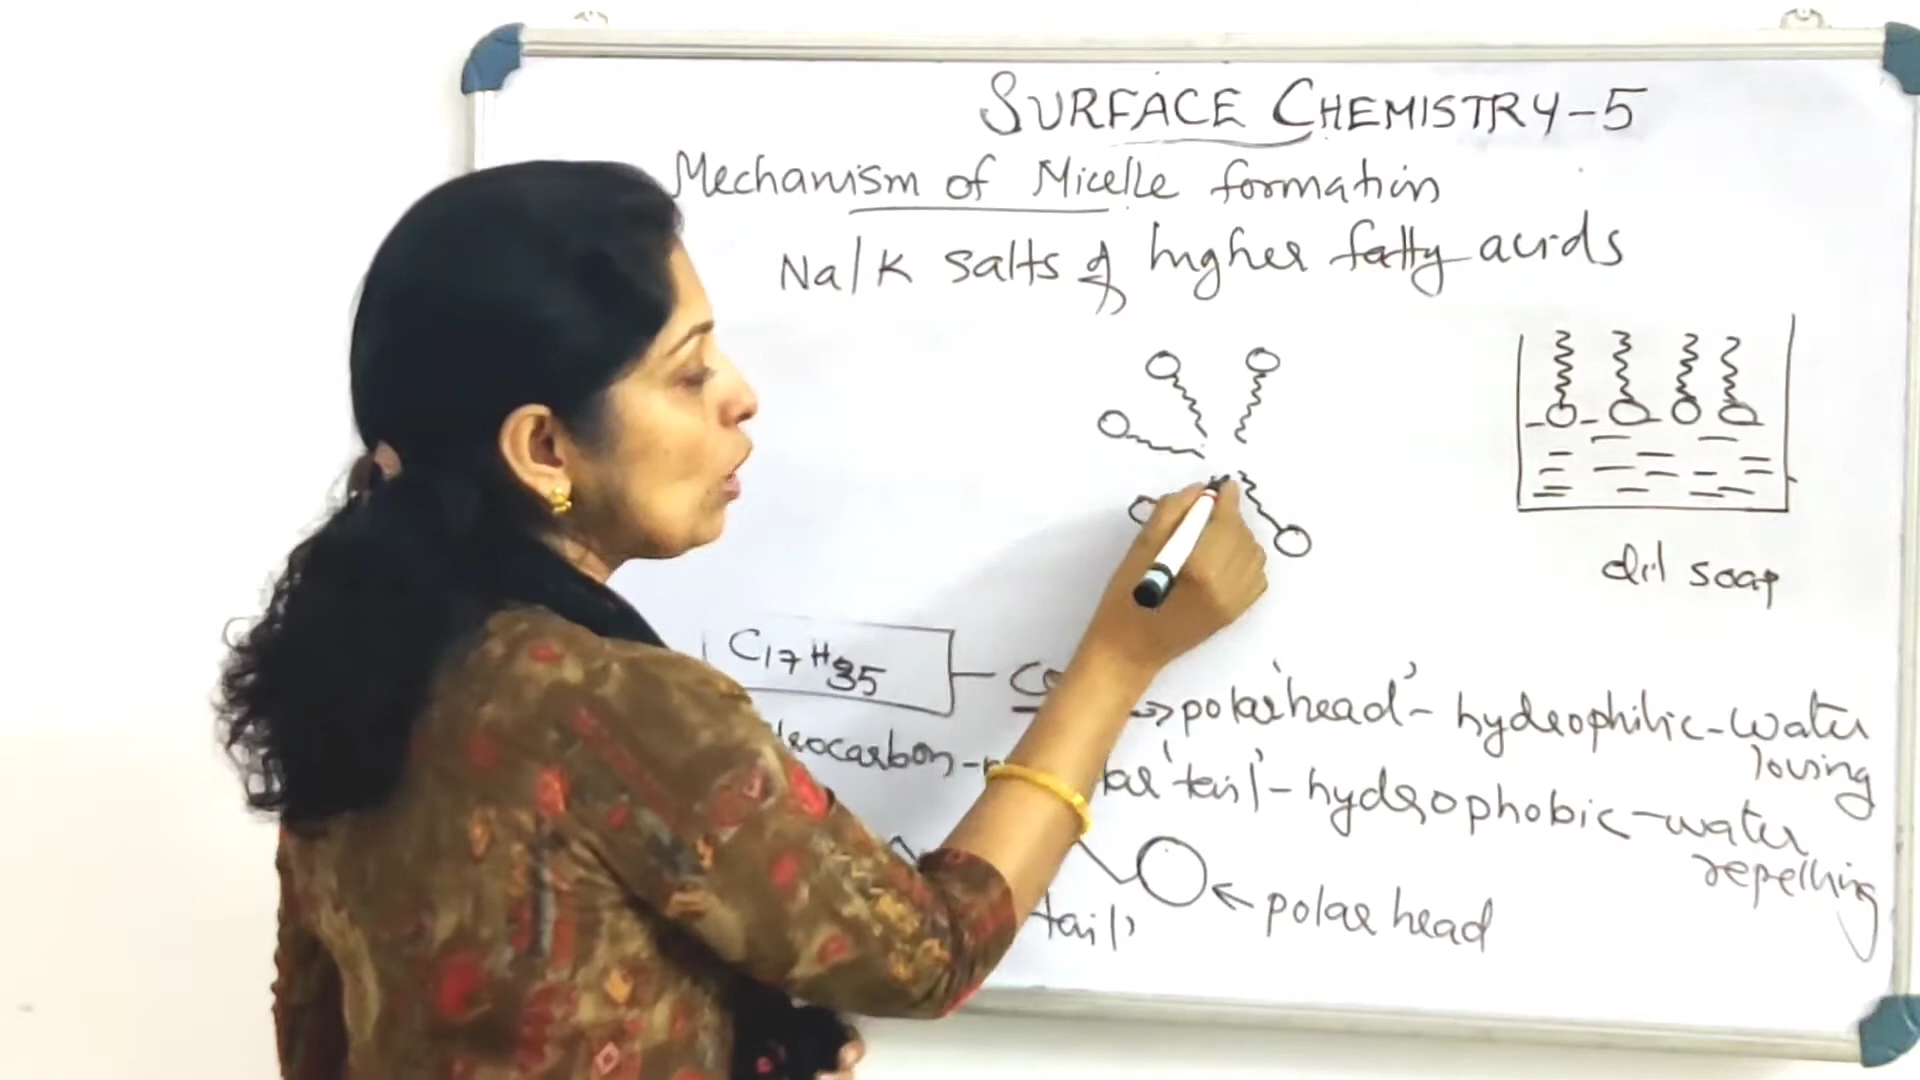 SURFACE CHEMISTRY-5
Mechanism of Micelle formation
Na/K salts of higher fatty acids
dil soap
C17H35
polar 'head' - hydrophilic - water
loving
'tail' - hydrophobic - water
repelling
'tail'
polar head